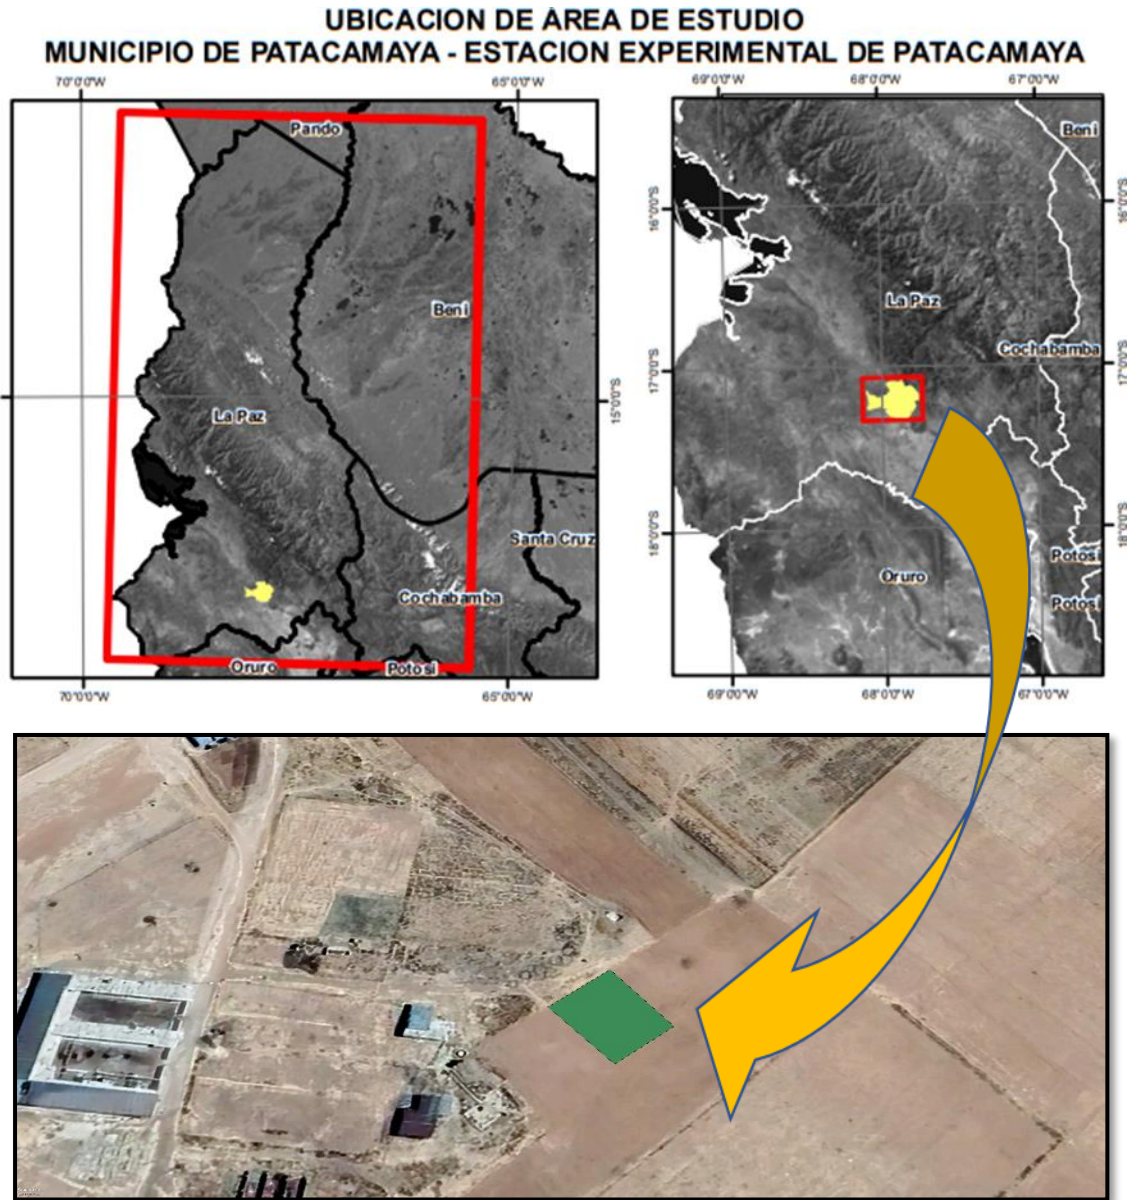 UBICACION DE AREA DE ESTUDIO
MUNICIPIO DE PATACAMAYA - ESTACION EXPERIMENTAL DE PATACAMAYA
70°0'0"W
65°0'0"W
Pando
Beni
La Paz
15°0'0"S
Santa Cruz
Cochabamba
Oruro
Potosi
70°0'0"W
65°0'0"W
69°0'0"W
68°0'0"W
67°0'0"W
Beni
16°0'0"S
16°0'0"S
La Paz
Cochabamba
17°0'0"S
17°0'0"S
18°0'0"S
18°0'0"S
Potosi
Oruro
Potosi
69°0'0"W
68°0'0"W
67°0'0"W